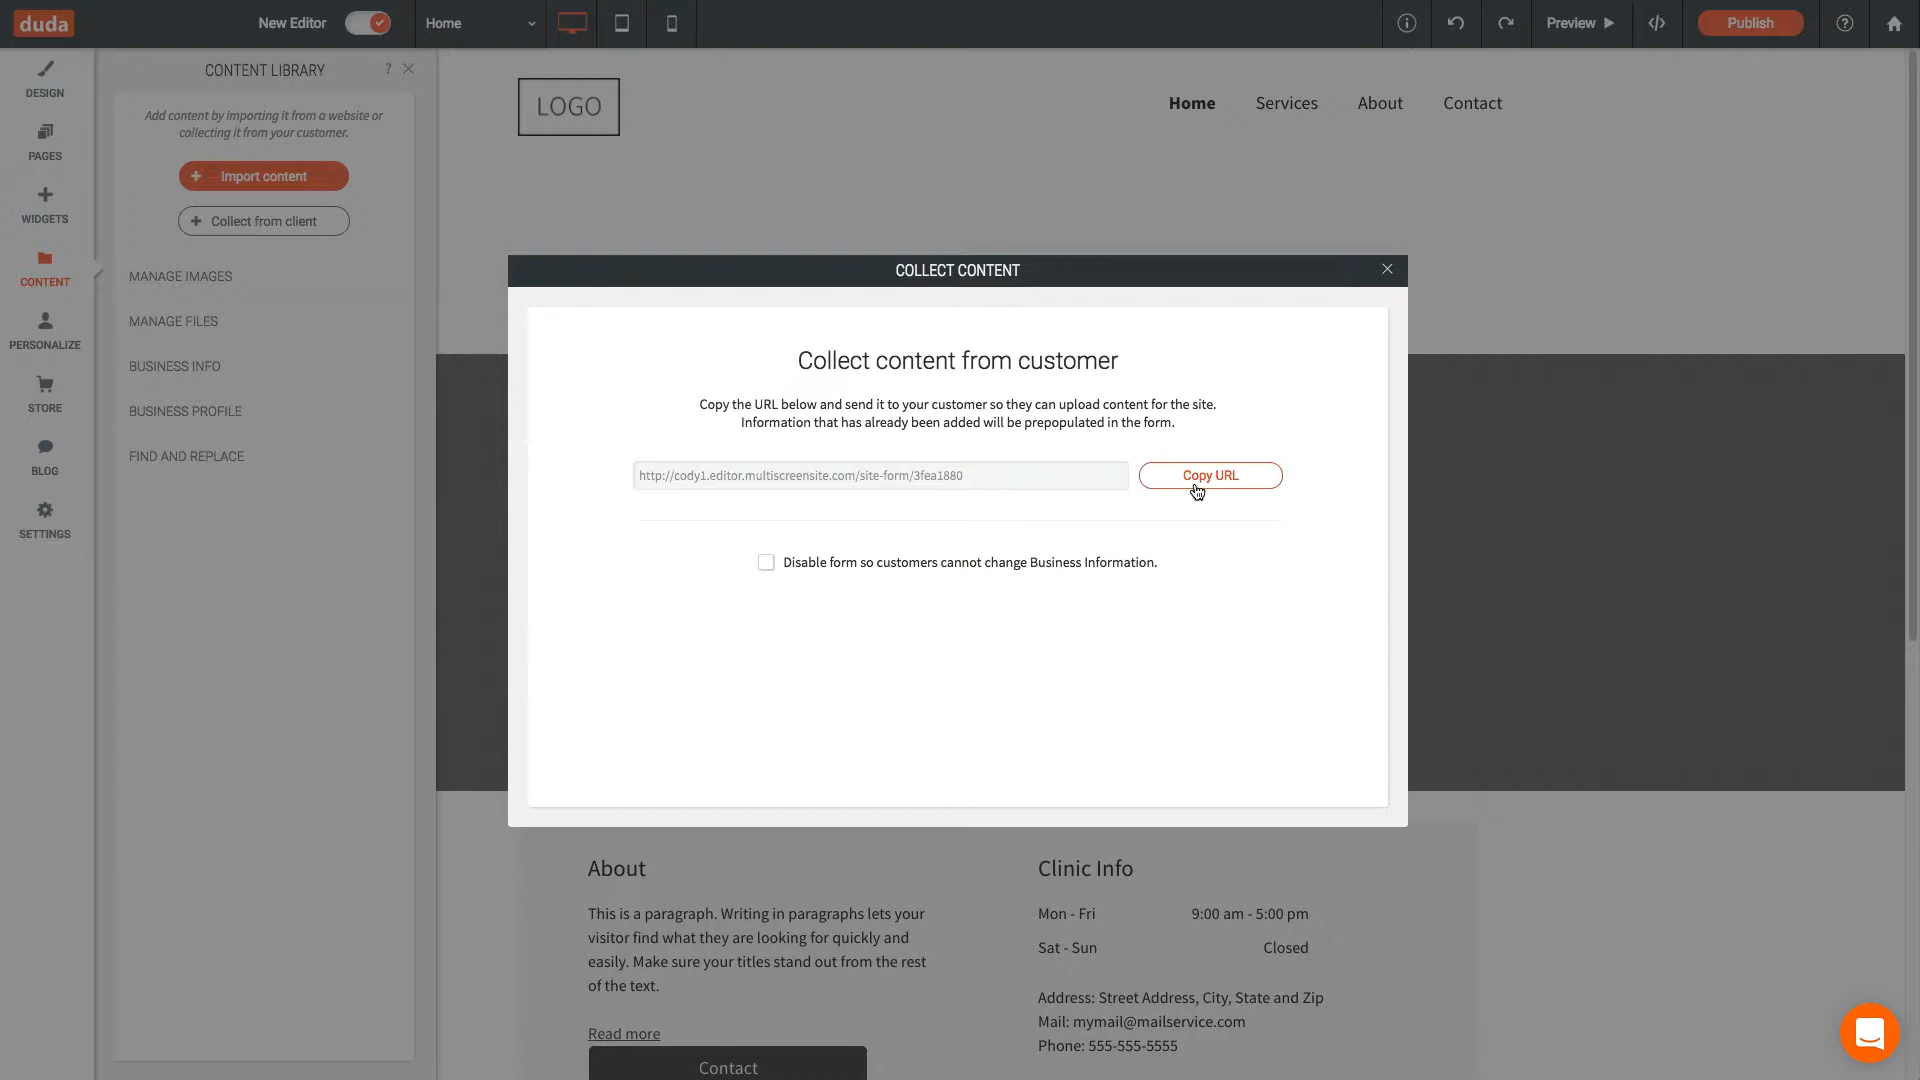 duda
New Editor
Home
Preview
Publish
DESIGN
PAGES
WIDGETS
CONTENT
PERSONALIZE
STORE
BLOG
SETTINGS
CONTENT LIBRARY
?
Add content by importing it from a website or
collecting it from your customer.
+ Import content
+ Collect from client
MANAGE IMAGES
MANAGE FILES
BUSINESS INFO
BUSINESS PROFILE
FIND AND REPLACE
LOGO
Home Services About Contact
COLLECT CONTENT
Collect content from customer
Copy the URL below and send it to your customer so they can upload content for the site.
Information that has already been added will be prepopulated in the form.
http://cody1.editor.multiscreensite.com/site-form/3fea1880
Copy URL
Disable form so customers cannot change Business Information.
About
This is a paragraph. Writing in paragraphs lets your
visitor find what they are looking for quickly and
easily. Make sure your titles stand out from the rest
of the text.
Read more
Contact
Clinic Info
Mon - Fri 9:00 am - 5:00 pm
Sat - Sun Closed
Address: Street Address, City, State and Zip
Mail: mymail@mailservice.com
Phone: 555-555-5555